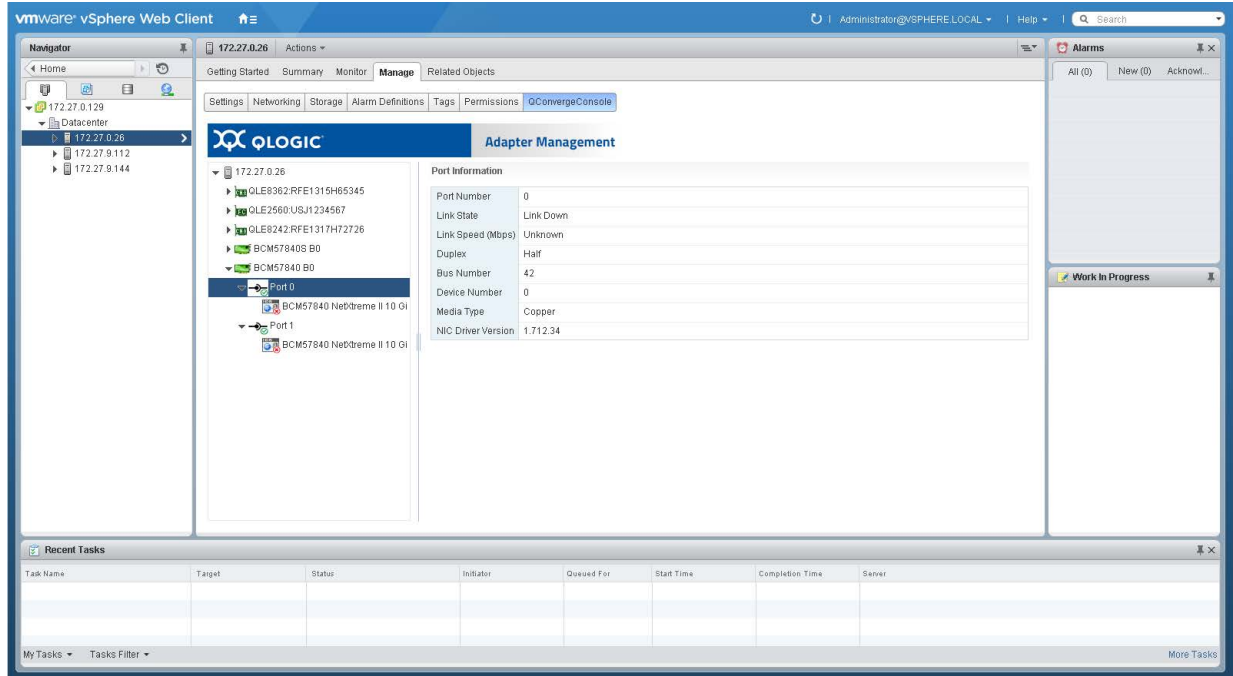 vmware® vSphere Web Client
Administrator@VSPHERE.LOCAL | Help | Search
Navigator
Home
172.27.0.129
Datacenter
172.27.0.26
172.27.9.112
172.27.9.144
172.27.0.26 Actions
Getting Started Summary Monitor Manage Related Objects
Settings Networking Storage Alarm Definitions Tags Permissions QConvergeConsole
QLOGIC® Adapter Management
172.27.0.26
QLE8362:RFE1315H65345
QLE2560:USJ1234567
QLE8242:RFE1317H72726
BCM57840S B0
BCM57840 B0
Port 0
BCM57840 NetXtreme II 10 Gi
Port 1
BCM57840 NetXtreme II 10 Gi
Port Information
Port Number 0
Link State Link Down
Link Speed (Mbps) Unknown
Duplex Half
Bus Number 42
Device Number 0
Media Type Copper
NIC Driver Version 1.712.34
Alarms
All (0) New (0) Acknowl...
Work In Progress
Recent Tasks
Task Name Target Status Initiator Queued For Start Time Completion Time Server
My Tasks Tasks Filter More Tasks